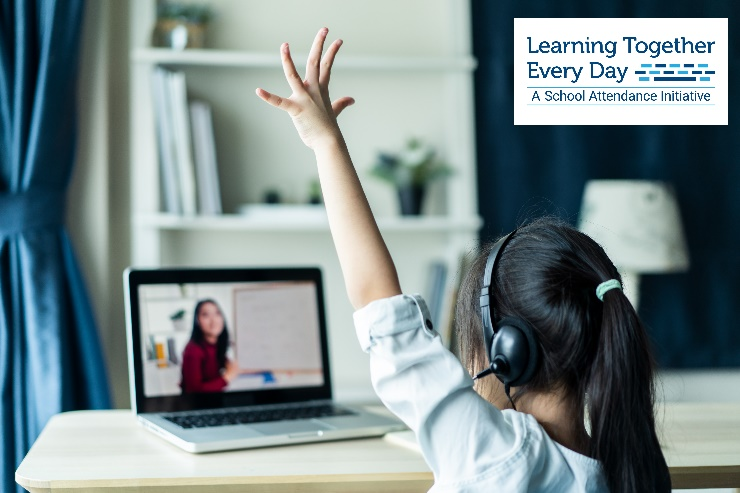 Learning Together
Every Day
A School Attendance Initiative